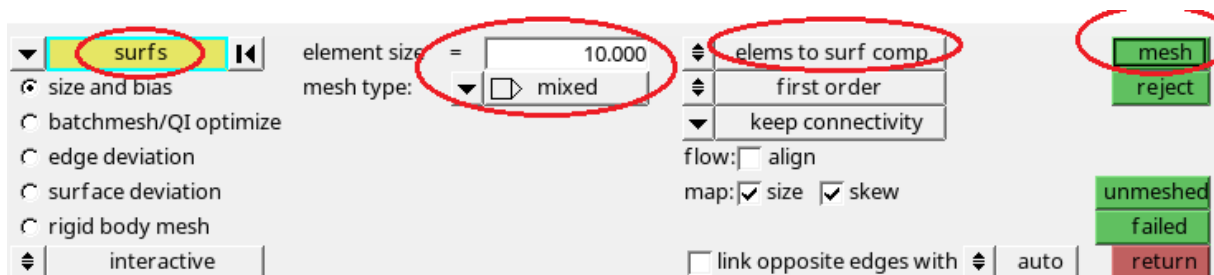 surfs element size = 10.000 elems to surf comp mesh
size and bias mesh type: mixed first order reject
batchmesh/QI optimize keep connectivity
edge deviation flow: align
surface deviation map: size skew unmeshed
rigid body mesh failed
interactive link opposite edges with auto return